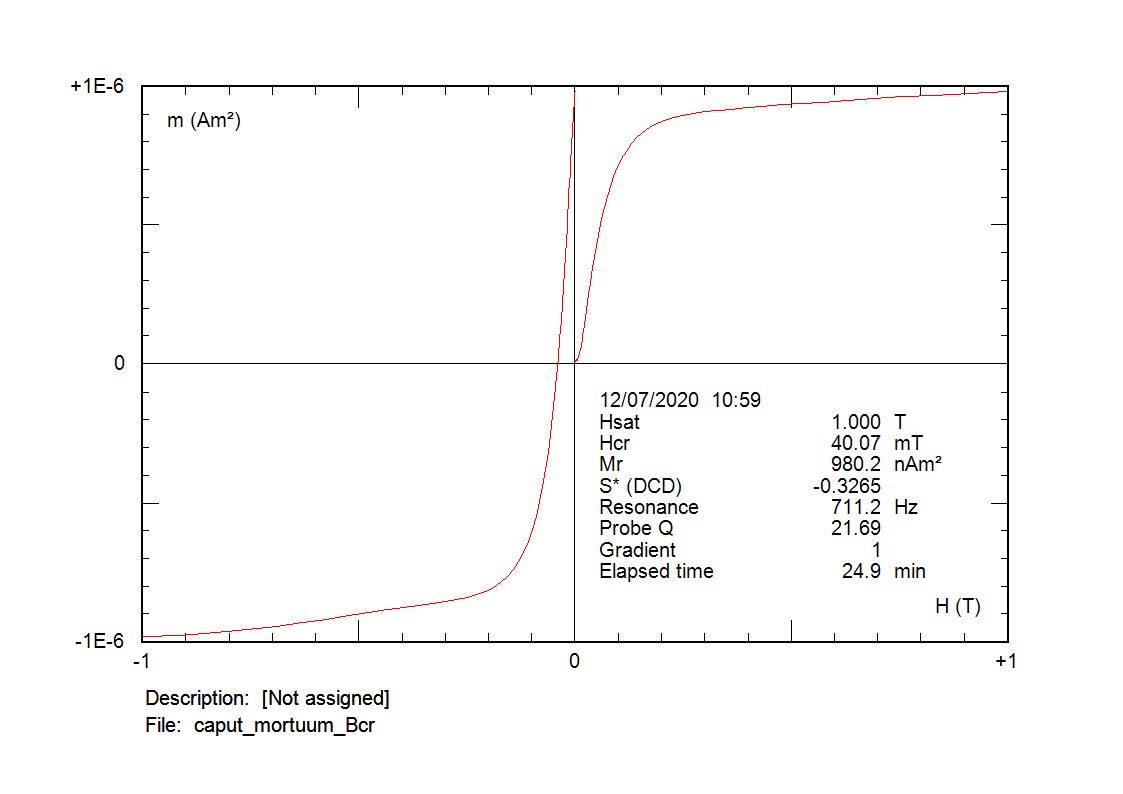 +1E-6
m (Am²)
0
12/07/2020 10:59
Hsat 1.000 T
Hcr 40.07 mT
Mr 980.2 nAm²
S* (DCD) -0.3265
Resonance 711.2 Hz
Probe Q 21.69
Gradient 1
Elapsed time 24.9 min
H (T)
-1E-6
-1 0 +1
Description: [Not assigned]
File: caput_mortuum_Bcr